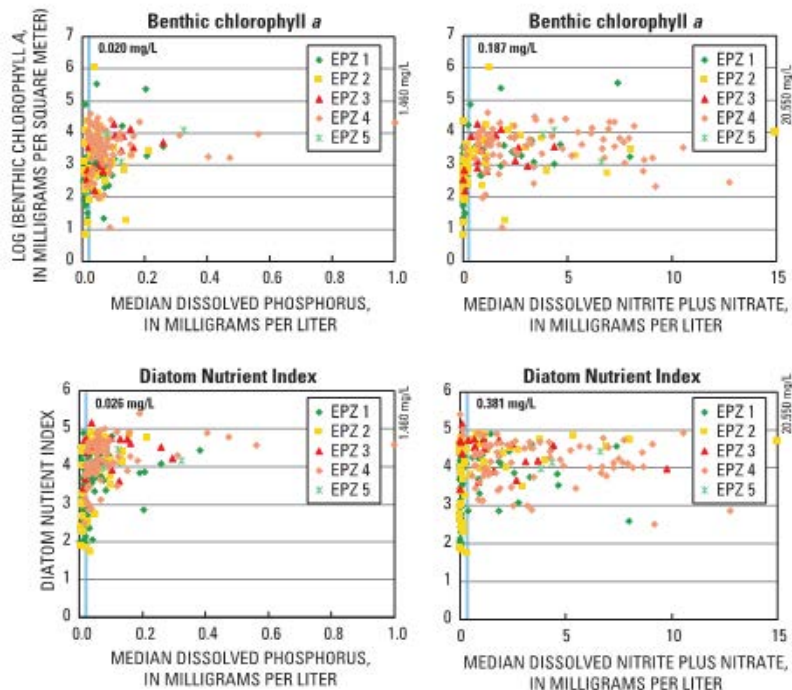 Benthic chlorophyll a
7
6
5
4
3
2
1
0
0.020 mg/L
EPZ 1
EPZ 2
EPZ 3
EPZ 4
EPZ 5
1.460 mg/L
LOG (BENTHIC CHLOROPHYLL A,
IN MILLIGRAMS PER SQUARE METER)
0.0 0.2 0.4 0.6 0.8 1.0
MEDIAN DISSOLVED PHOSPHORUS,
IN MILLIGRAMS PER LITER
Benthic chlorophyll a
7
6
5
4
3
2
1
0
0.187 mg/L
EPZ 1
EPZ 2
EPZ 3
EPZ 4
EPZ 5
20.550 mg/L
0 5 10 15
MEDIAN DISSOLVED NITRITE PLUS NITRATE,
IN MILLIGRAMS PER LITER
Diatom Nutrient Index
6
5
4
3
2
1
0
0.026 mg/L
EPZ 1
EPZ 2
EPZ 3
EPZ 4
EPZ 5
1.460 mg/L
DIATOM NUTRIENT INDEX
0.0 0.2 0.4 0.6 0.8 1.0
MEDIAN DISSOLVED PHOSPHORUS,
IN MILLIGRAMS PER LITER
Diatom Nutrient Index
6
5
4
3
2
1
0
0.381 mg/L
EPZ 1
EPZ 2
EPZ 3
EPZ 4
EPZ 5
20.550 mg/L
0 5 10 15
MEDIAN DISSOLVED NITRITE PLUS NITRATE,
IN MILLIGRAMS PER LITER